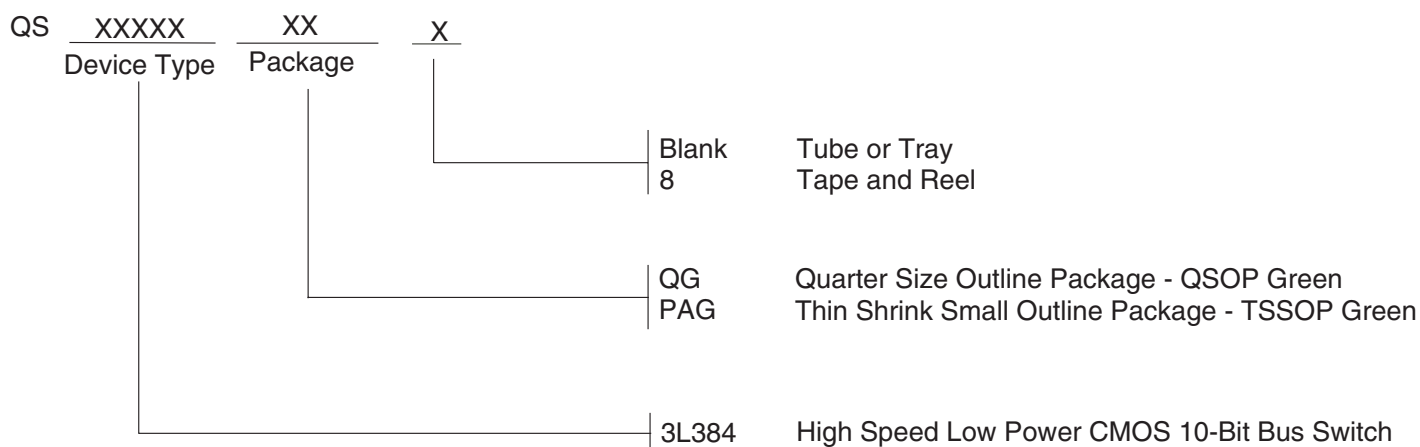 QS XXXXX XX X
Device Type Package
Blank Tube or Tray
8 Tape and Reel
QG Quarter Size Outline Package - QSOP Green
PAG Thin Shrink Small Outline Package - TSSOP Green
3L384 High Speed Low Power CMOS 10-Bit Bus Switch